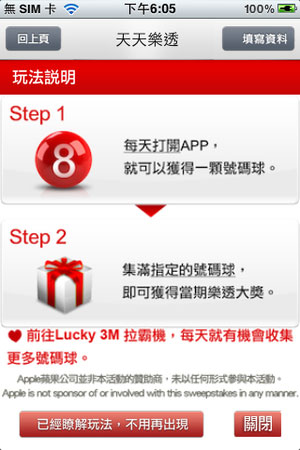 無 SIM 卡 下午6:05 100%
回上頁 天天樂透 填寫資料
玩法説明
Step 1
8
每天打開APP，
就可以獲得一顆號碼球。
Step 2
集滿指定的號碼球，
即可獲得當期樂透大獎。
前往Lucky 3M 拉霸機，每天就有機會收集
更多號碼球。
Apple蘋果公司並非本活動的贊助商，未以任何形式參與本活動。
Apple is not sponsor of or involved with this sweepstakes in any manner.
已經瞭解玩法，不用再出現 關閉